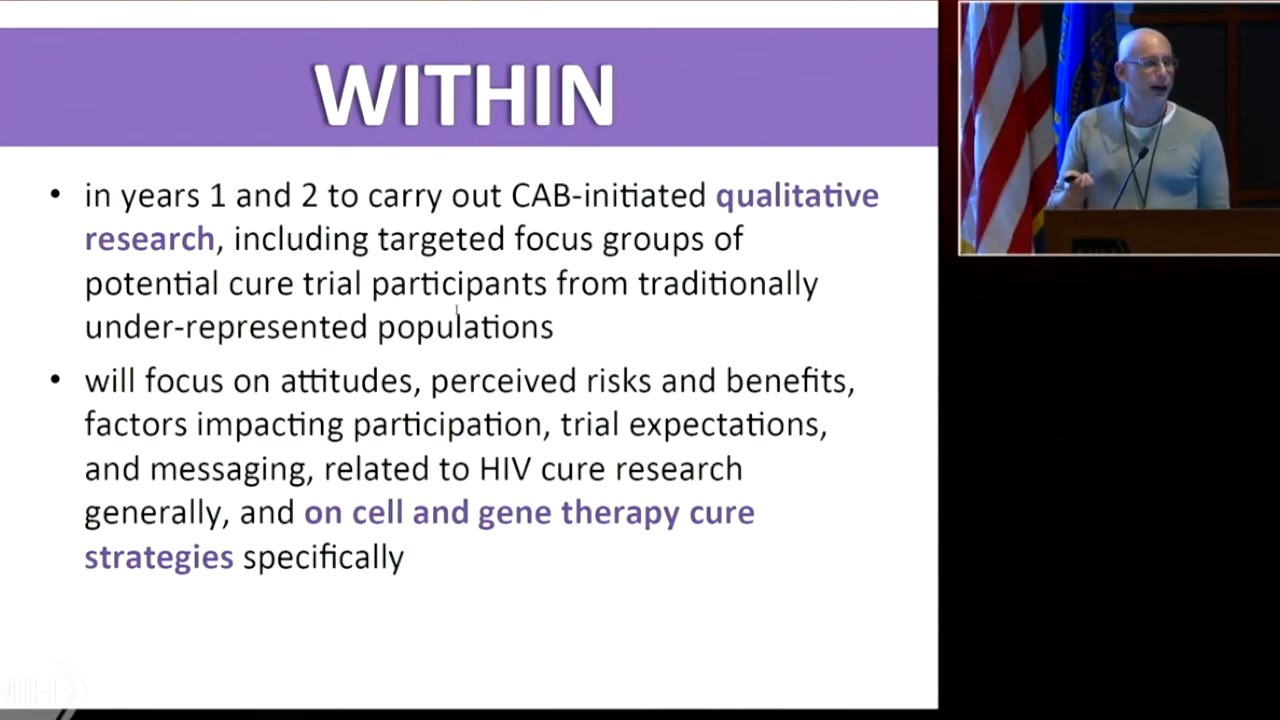 WITHIN
• in years 1 and 2 to carry out CAB-initiated qualitative
research, including targeted focus groups of
potential cure trial participants from traditionally
under-represented populations
• will focus on attitudes, perceived risks and benefits,
factors impacting participation, trial expectations,
and messaging, related to HIV cure research
generally, and on cell and gene therapy cure
strategies specifically
NIH